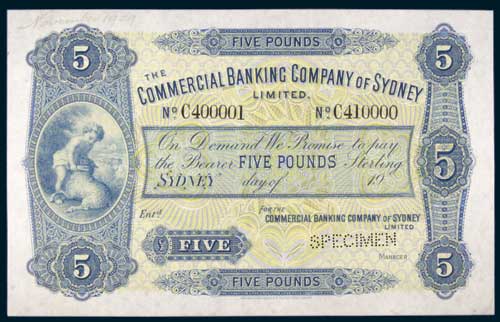 November 1929
5 FIVE POUNDS 5
THE
COMMERCIAL BANKING COMPANY OF SYDNEY
LIMITED.
No C400001 No C410000
On Demand We Promise to pay
the Bearer FIVE POUNDS Sterling
5
SYDNEY day of 19
Entd.
FOR THE
COMMERCIAL BANKING COMPANY OF SYDNEY
LIMITED
£ FIVE
SPECIMEN
MANAGER
5 FIVE POUNDS 5